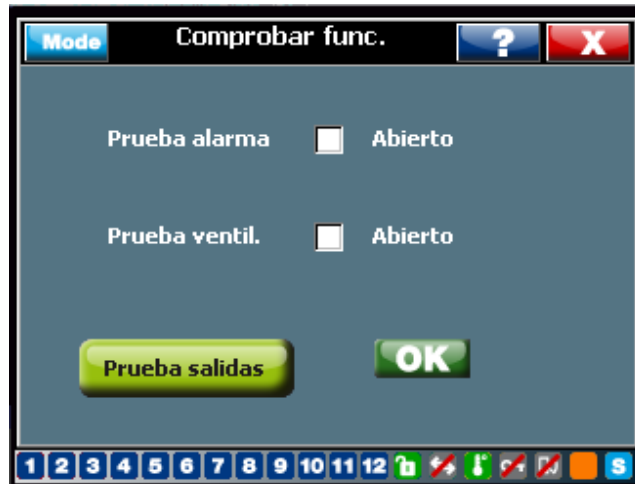 Mode Comprobar func. ? X
Prueba alarma Abierto
Prueba ventil. Abierto
Prueba salidas OK
1 2 3 4 5 6 7 8 9 10 11 12 S